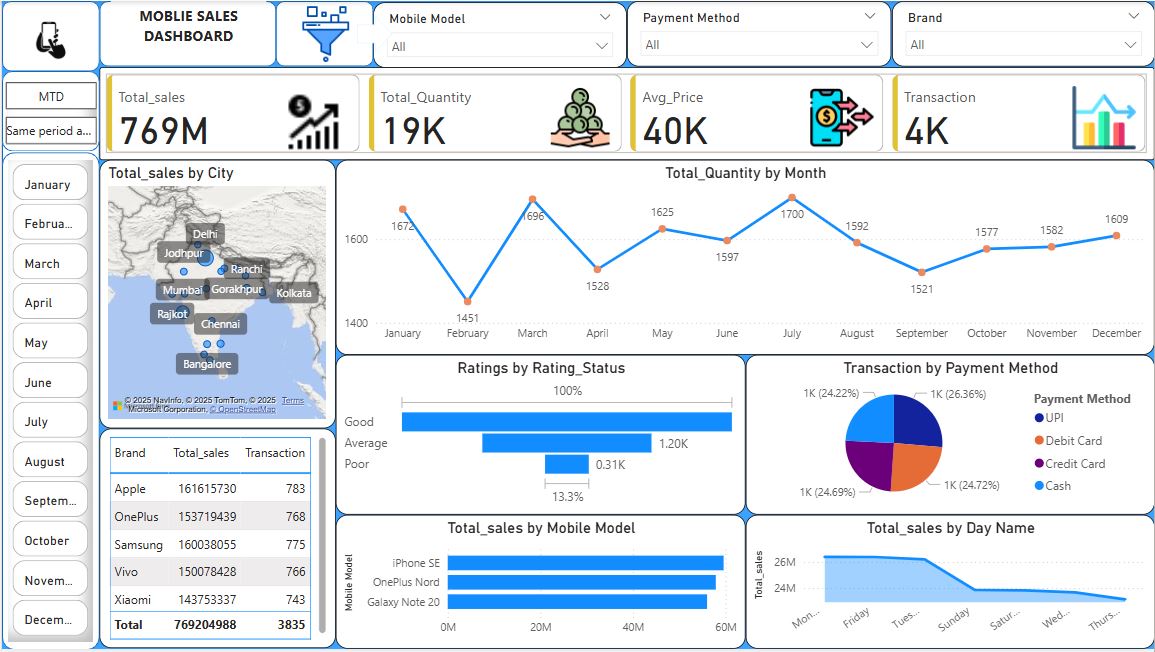 MOBLIE SALES
DASHBOARD
Mobile Model
All
Payment Method
All
Brand
All
MTD
Same period a...
Total_sales
769M
Total_Quantity
19K
Avg_Price
40K
Transaction
4K
January
Februa...
March
April
May
June
July
August
Septem...
October
Novem...
Decem...
Total_sales by City
Delhi
Jodhpur
Ranchi
Mumbai
Gorakhpur
Kolkata
Rajkot
Chennai
Bangalore
© 2025 NavInfo, © 2025 TomTom, © 2025 Terms
Microsoft Corporation, © OpenStreetMap
Total_Quantity by Month
1600
1400
1672
1451
1696
1528
1625
1597
1700
1592
1521
1577
1582
1609
January February March April May June July August September October November December
Ratings by Rating_Status
100%
Good
Average 1.20K
Poor 0.31K
13.3%
Transaction by Payment Method
1K (24.22%)
1K (26.36%)
1K (24.69%)
1K (24.72%)
Payment Method
UPI
Debit Card
Credit Card
Cash
Brand Total_sales Transaction
Apple 161615730 783
OnePlus 153719439 768
Samsung 160038055 775
Vivo 150078428 766
Xiaomi 143753337 743
Total 769204988 3835
Total_sales by Mobile Model
Mobile Model
iPhone SE
OnePlus Nord
Galaxy Note 20
0M 20M 40M 60M
Total_sales by Day Name
Total_sales
26M
24M
Mon... Friday Tues... Sunday Satur... Wed... Thurs...